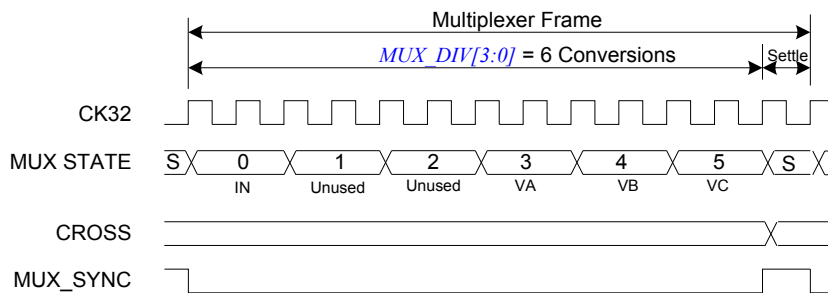 Multiplexer Frame
MUX_DIV[3:0] = 6 Conversions
Settle
CK32
MUX STATE
S 0 1 2 3 4 5 S
IN Unused Unused VA VB VC
CROSS
MUX_SYNC